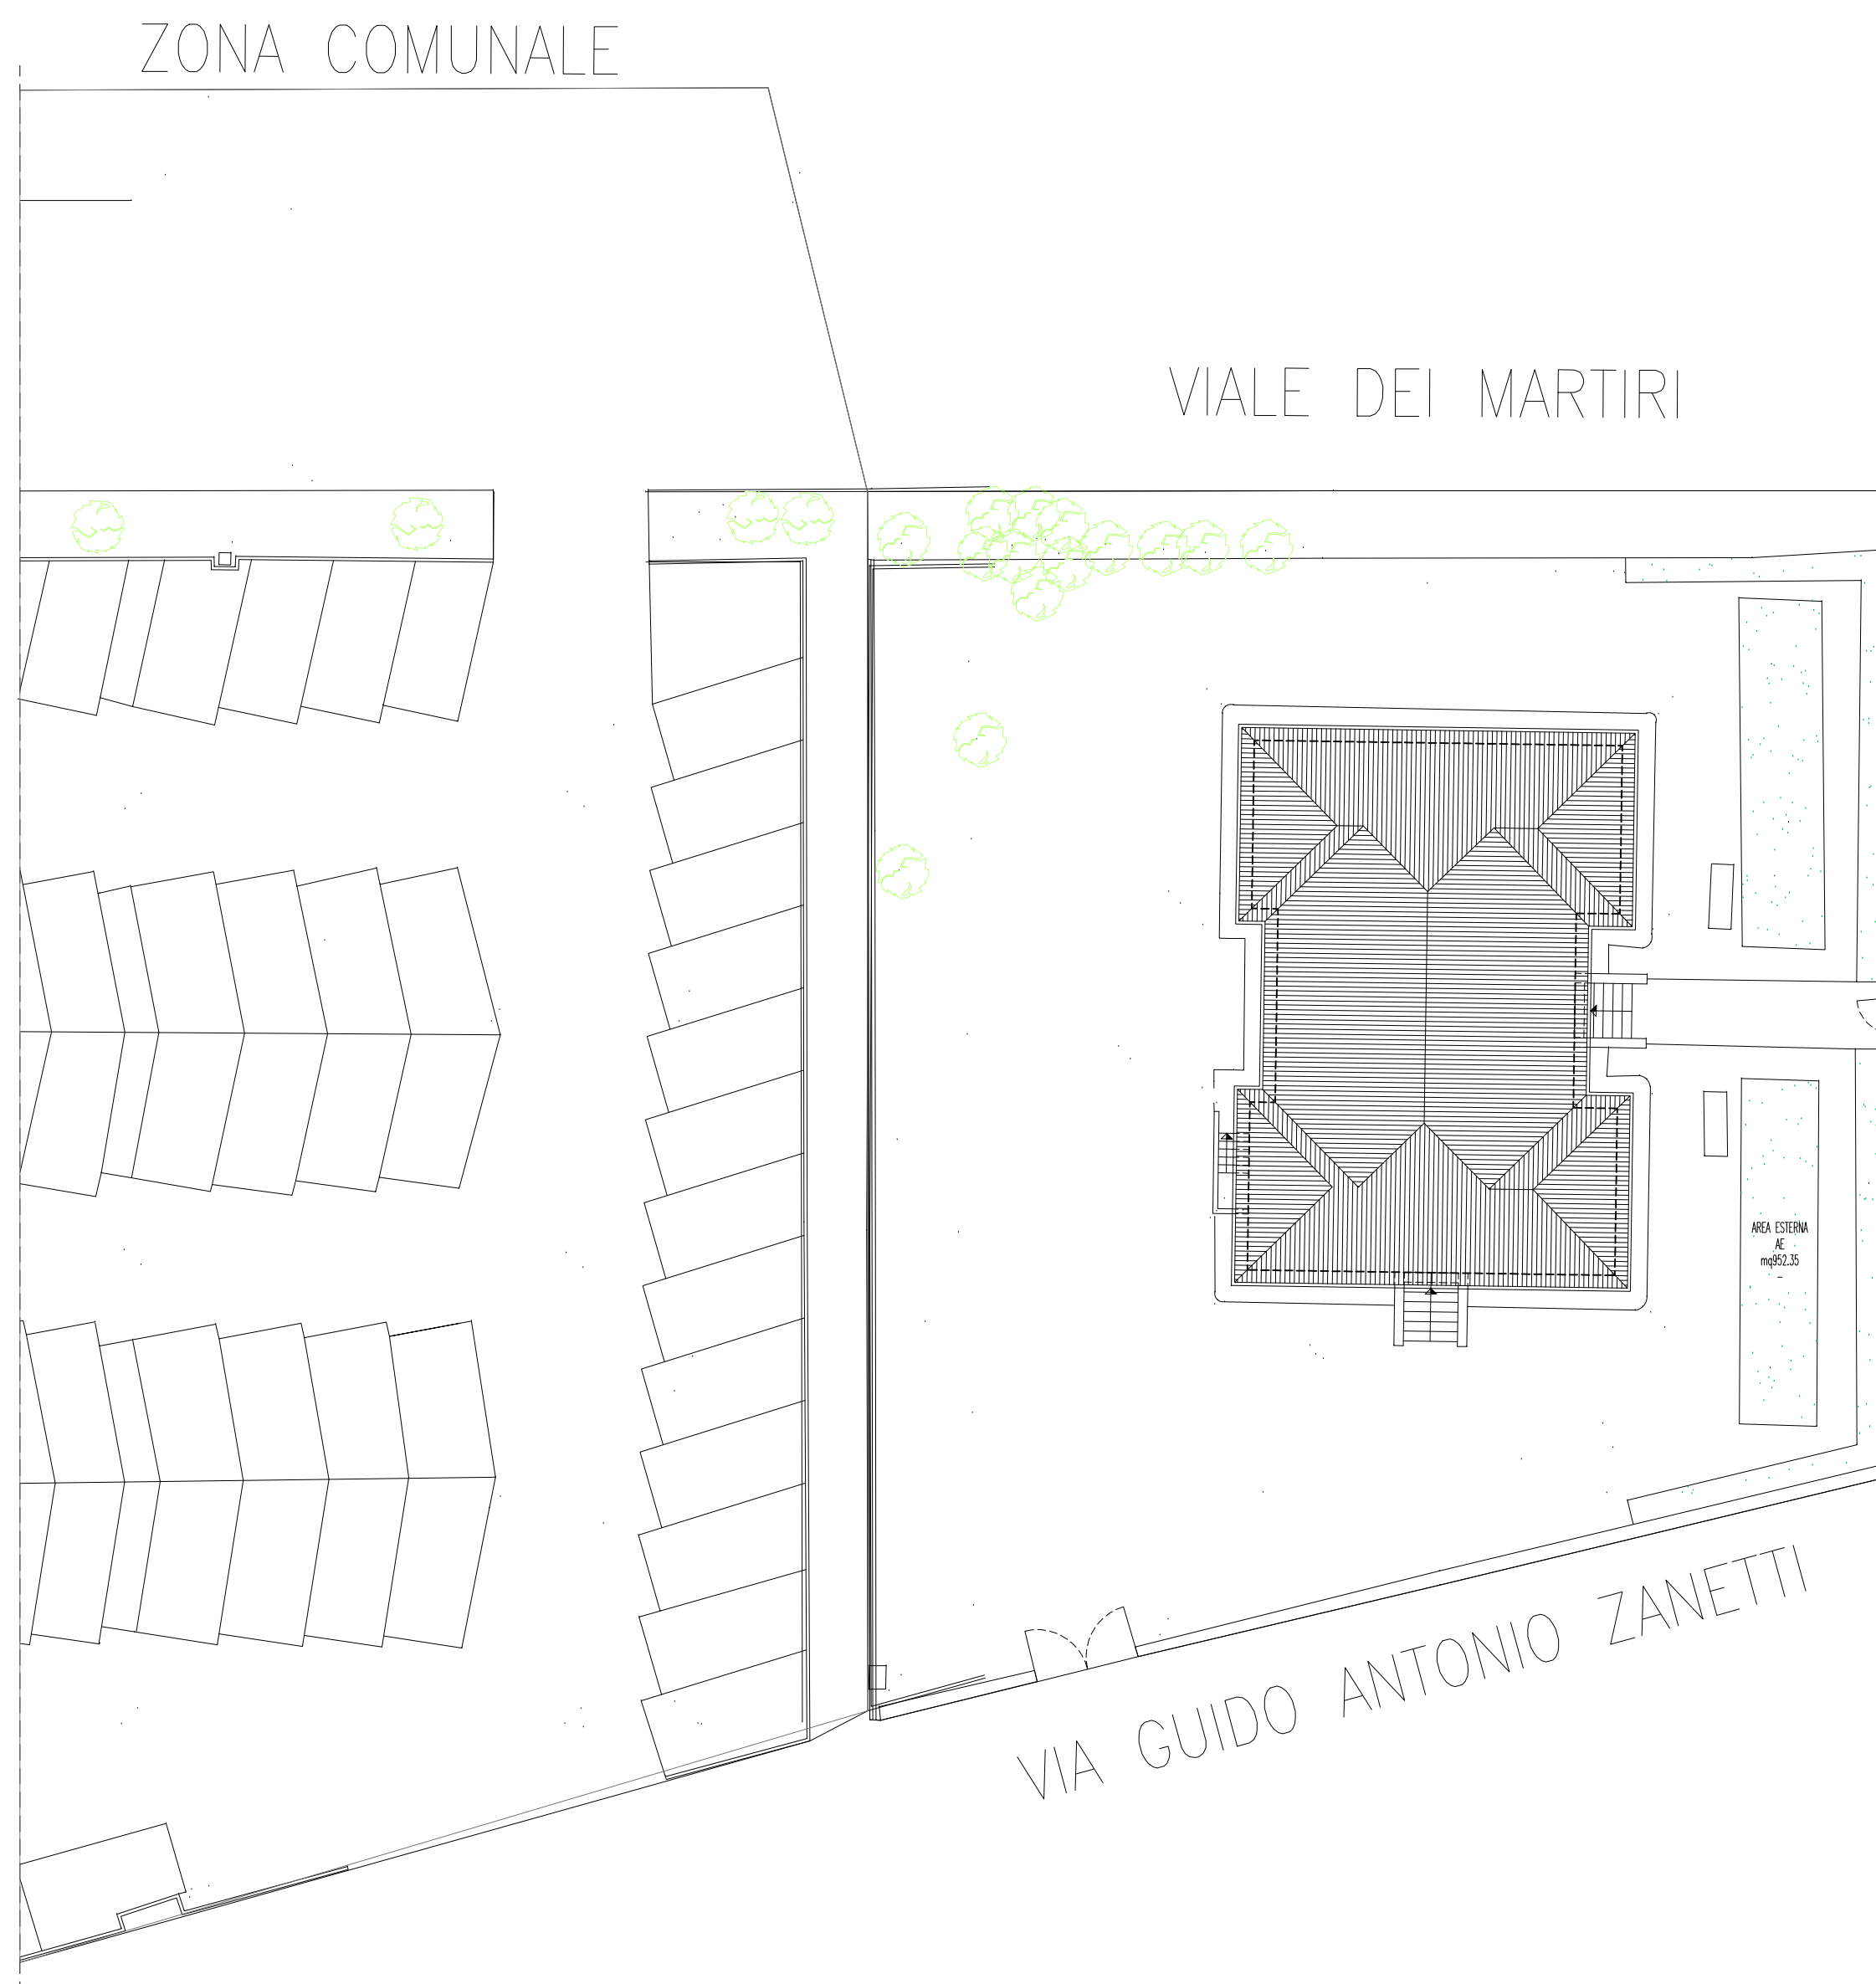 ZONA COMUNALE
VIALE DEI MARTIRI
AREA ESTERNA
AE
mq952.35
–
VIA GUIDO ANTONIO ZANETTI